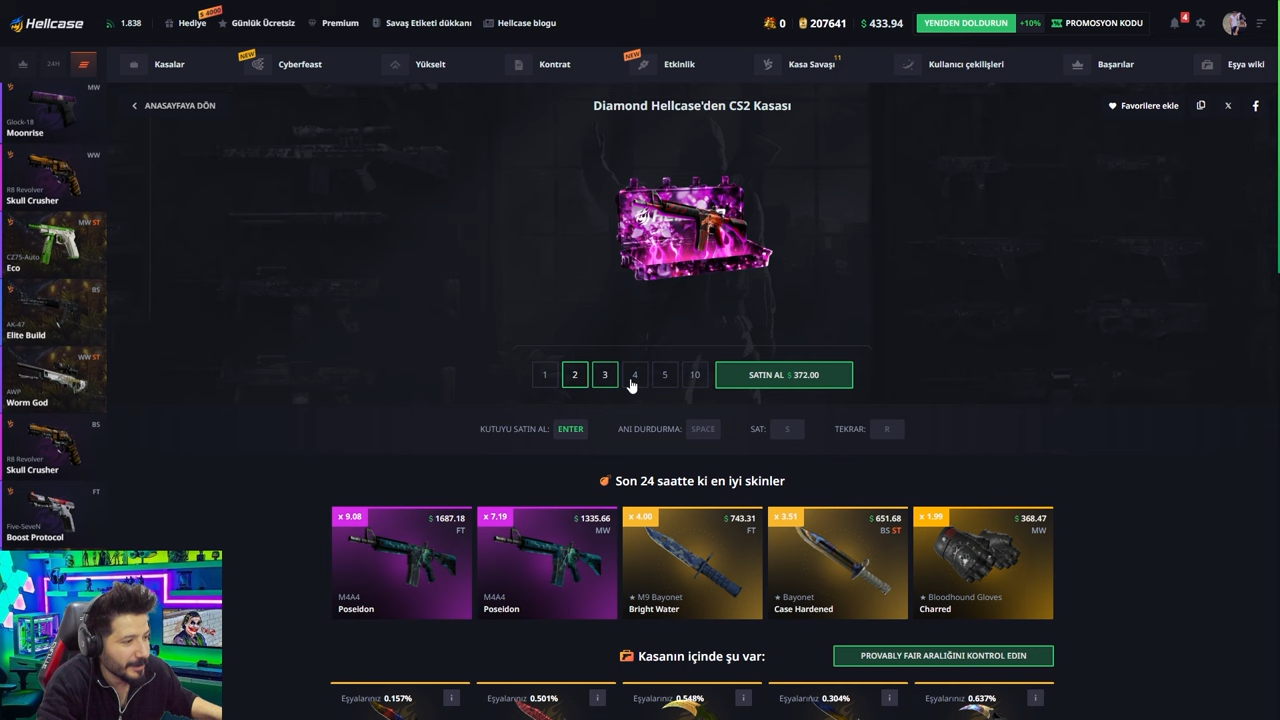 Hellcase
1.838
Hediye
$ 4000
Günlük Ücretsiz
Premium
Savaş Etiketi dükkanı
Hellcase blogu
0
207641
$ 433.94
YENİDEN DOLDURUN
+10%
PROMOSYON KODU
4
24H
Kasalar
NEW
Cyberfeast
Yükselt
Kontrat
NEW
Etkinlik
Kasa Savaşı
11
Kullanıcı çekilişleri
Başarılar
Eşya wiki
ANASAYFAYA DÖN
Diamond Hellcase'den CS2 Kasası
Favorilere ekle
MW
Glock-18
Moonrise
WW
R8 Revolver
Skull Crusher
MW ST
CZ75-Auto
Eco
BS
AK-47
Elite Build
WW ST
AWP
Worm God
BS
R8 Revolver
Skull Crusher
FT
Five-SeveN
Boost Protocol
1
2
3
4
5
10
SATIN AL $ 372.00
KUTUYU SATIN AL: ENTER
ANI DURDURMA: SPACE
SAT: S
TEKRAR: R
Son 24 saatte ki en iyi skinler
x 9.08
$ 1687.18
FT
M4A4
Poseidon
x 7.19
$ 1335.66
MW
M4A4
Poseidon
x 4.00
$ 743.31
FT
★ M9 Bayonet
Bright Water
x 3.51
$ 651.68
BS ST
★ Bayonet
Case Hardened
x 1.99
$ 368.47
MW
★ Bloodhound Gloves
Charred
Kasanın içinde şu var:
PROVABLY FAIR ARALIĞINI KONTROL EDIN
Eşyalarınız 0.157%
Eşyalarınız 0.501%
Eşyalarınız 0.548%
Eşyalarınız 0.304%
Eşyalarınız 0.637%